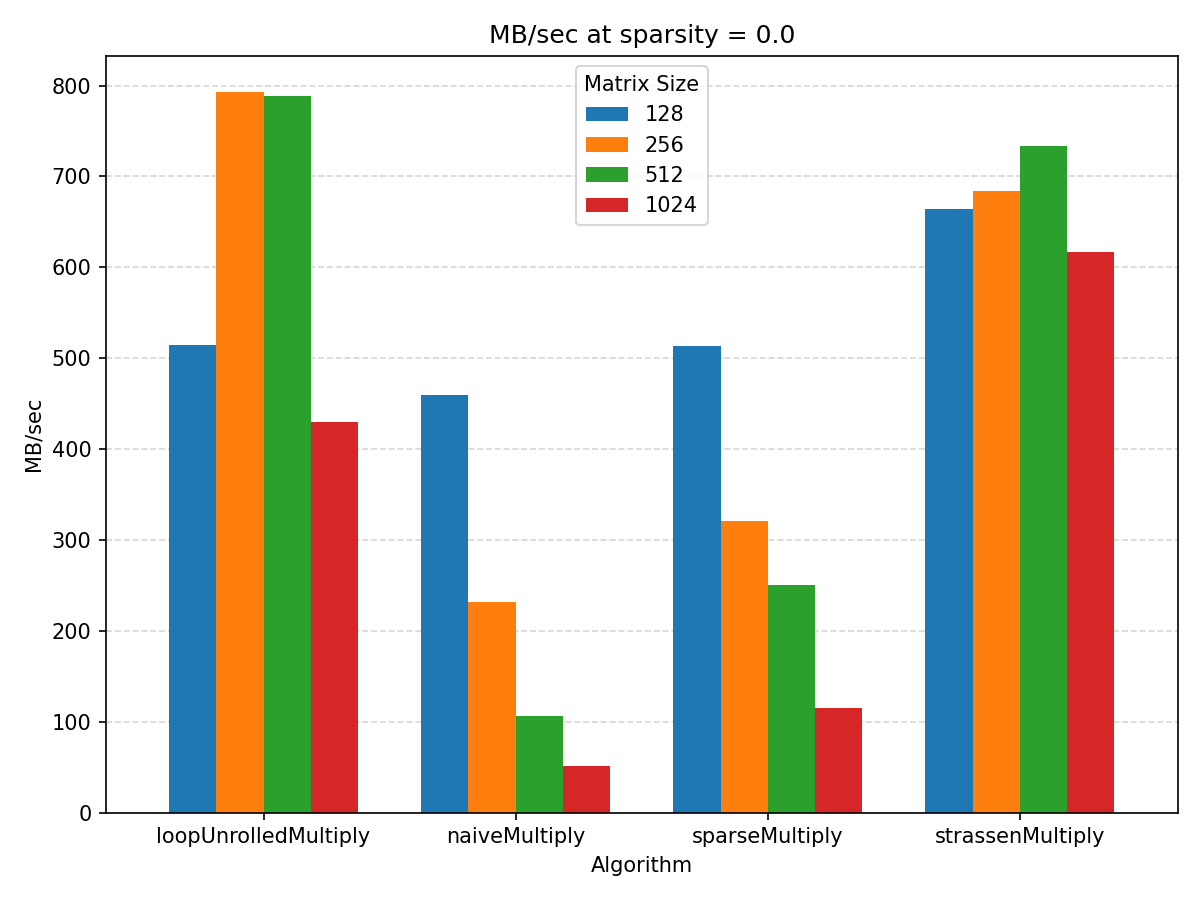 MB/sec at sparsity = 0.0
Matrix Size
128
256
512
1024
MB/sec
800
700
600
500
400
300
200
100
0
loopUnrolledMultiply naiveMultiply sparseMultiply strassenMultiply
Algorithm